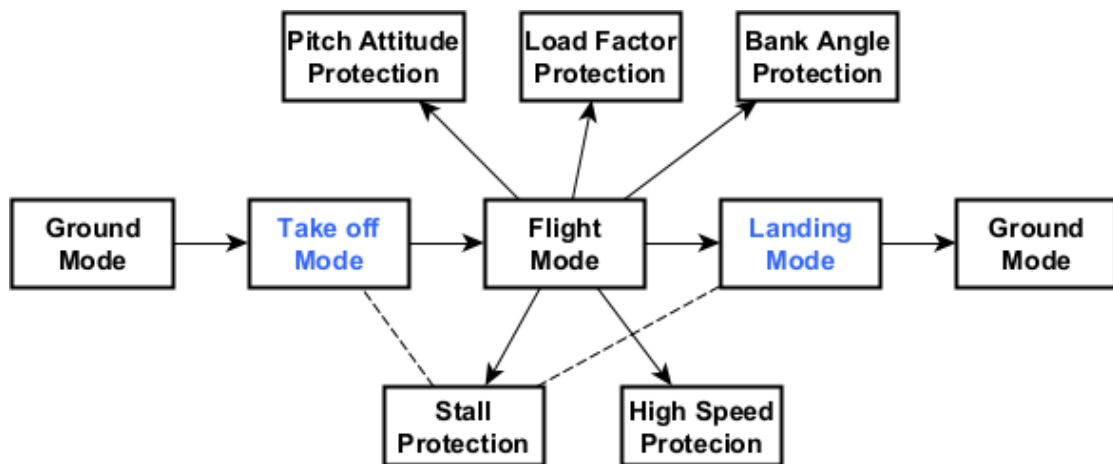 Pitch Attitude
Protection
Load Factor
Protection
Bank Angle
Protection
Ground
Mode
Take off
Mode
Flight
Mode
Landing
Mode
Ground
Mode
Stall
Protection
High Speed
Protecion